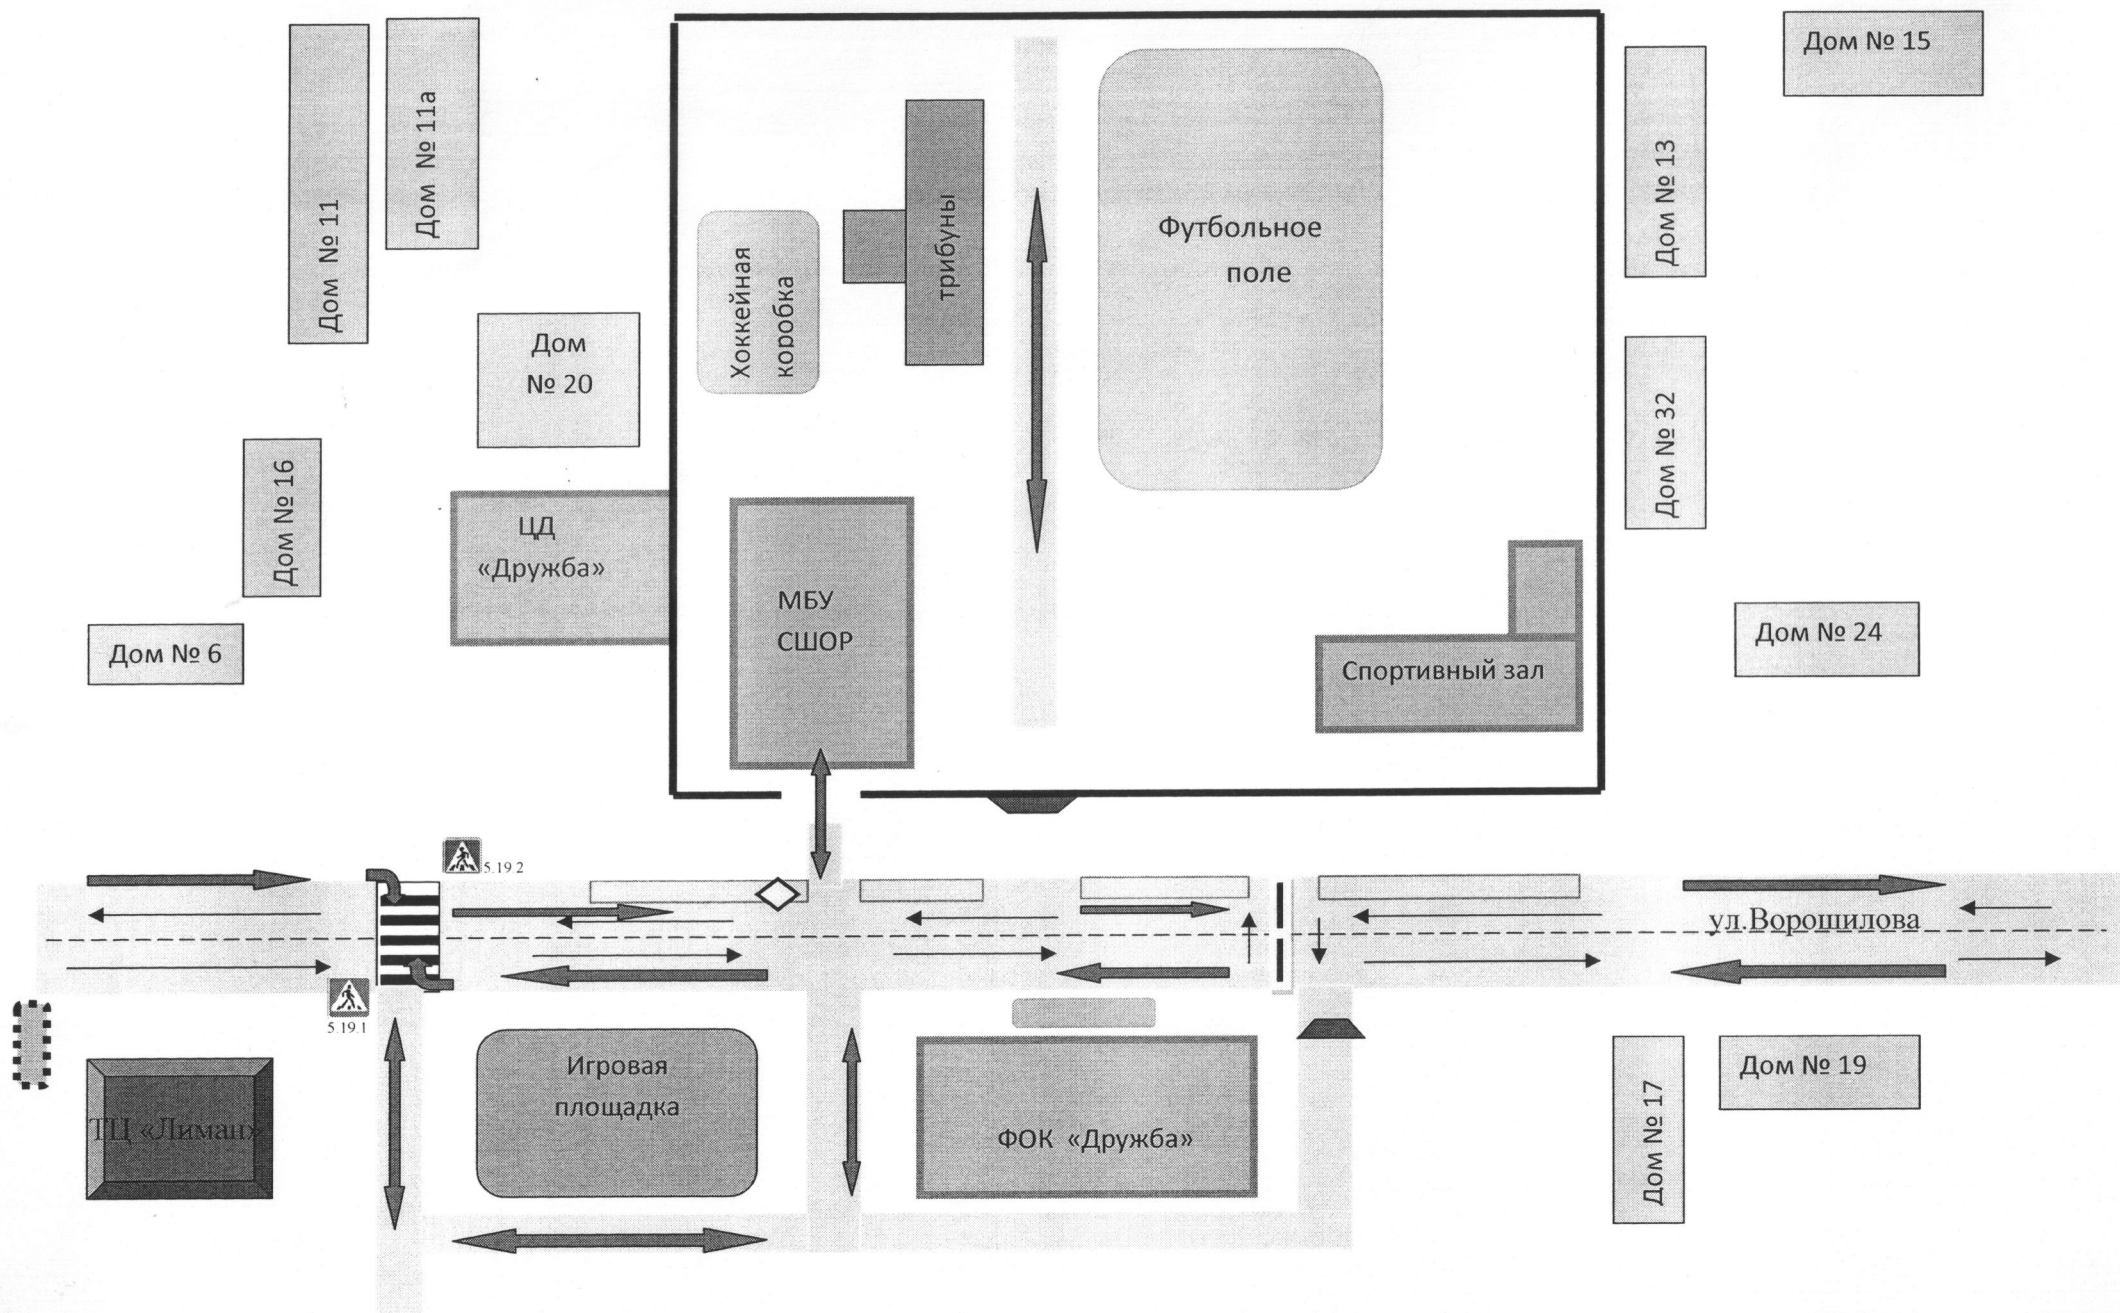 Дом № 15
Дом № 11
Дом № 11а
Дом № 13
трибуны
Футбольное
поле
Хоккейная
коробка
Дом
№ 20
Дом № 32
Дом № 16
ЦД
«Дружба»
МБУ
СШОР
Дом № 6
Дом № 24
Спортивный зал
5.19 2
ул.Ворошилова
5.19.1
Игровая
площадка
ТЦ «Лиман»
ФОК «Дружба»
Дом № 17
Дом № 19